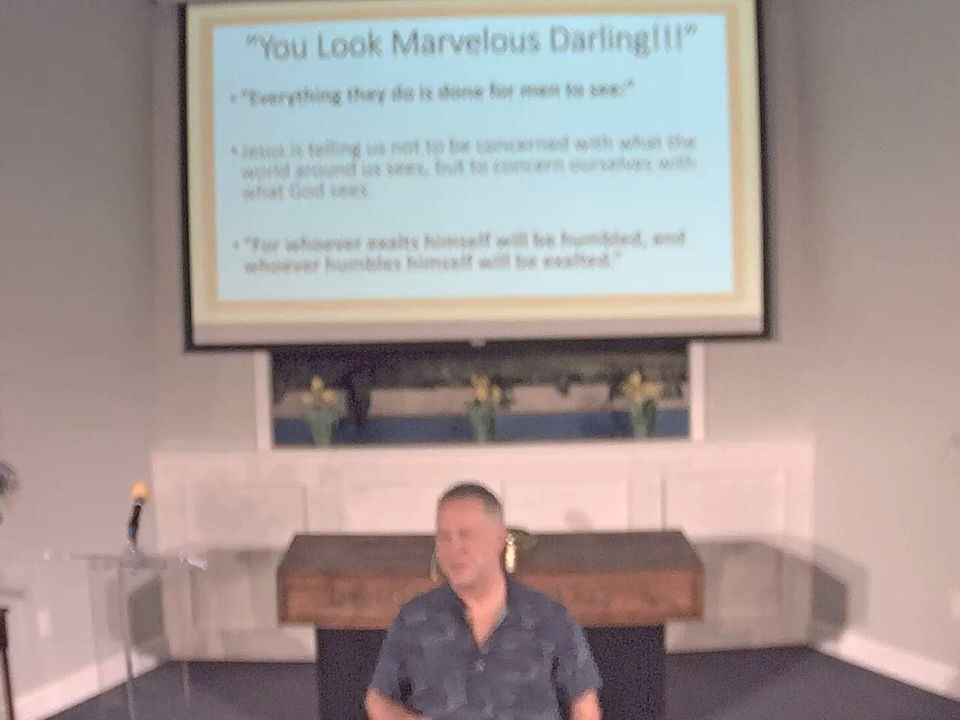 “You Look Marvelous Darling!!!”
• “Everything they do is done for men to see:”
• Jesus is telling us not to be concerned with what the
world around us sees, but to concern ourselves with
what God sees.
• “For whoever exalts himself will be humbled, and
whoever humbles himself will be exalted.”